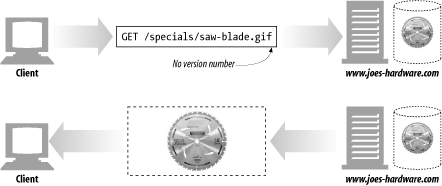 GET /specials/saw-blade.gif
No version number
Client
www.joes-hardware.com
Client
www.joes-hardware.com